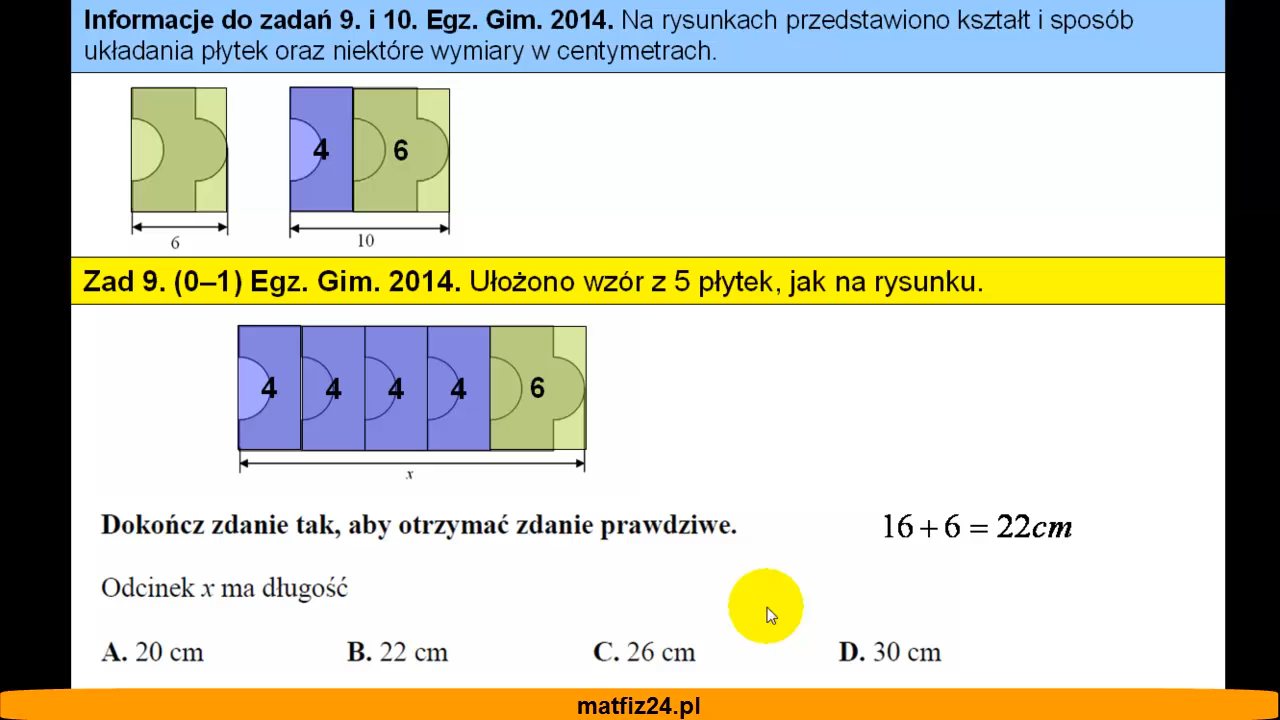 Informacje do zadań 9. i 10. Egz. Gim. 2014. Na rysunkach przedstawiono kształt i sposób
układania płytek oraz niektóre wymiary w centymetrach.
4 6
6 10
Zad 9. (0–1) Egz. Gim. 2014. Ułożono wzór z 5 płytek, jak na rysunku.
4 4 4 4 6
x
Dokończ zdanie tak, aby otrzymać zdanie prawdziwe. 16 + 6 = 22cm
Odcinek x ma długość
A. 20 cm B. 22 cm C. 26 cm D. 30 cm
matfiz24.pl